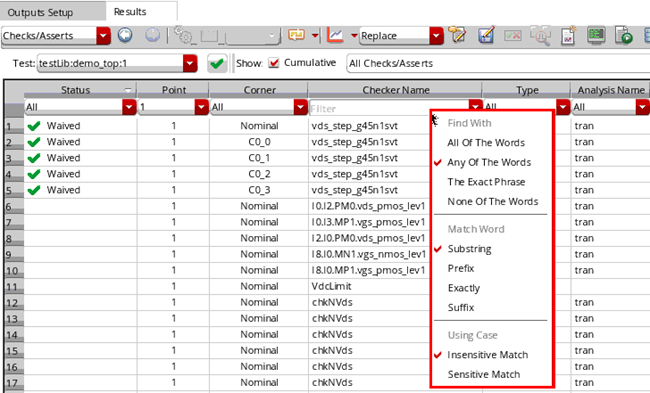 Outputs Setup Results
Checks/Asserts Replace
Test: testLib:demo_top:1 Show: Cumulative All Checks/Asserts
Status Point Corner Checker Name Type Analysis Name
All 1 All Filter All All
1 Waived 1 Nominal vds_step_g45n1svt tran
2 Waived 1 C0_0 vds_step_g45n1svt tran
3 Waived 1 C0_1 vds_step_g45n1svt tran
4 Waived 1 C0_2 vds_step_g45n1svt tran
5 Waived 1 C0_3 vds_step_g45n1svt tran
6 1 Nominal I0.I2.PM0.vds_pmos_lev1
7 1 Nominal I0.I3.MP1.vgs_pmos_lev1
8 1 Nominal I2.I0.PM0.vds_pmos_lev1
9 1 Nominal I8.I0.MN1.vgs_nmos_lev1
10 1 Nominal I8.I0.MP1.vgs_pmos_lev1
11 1 Nominal VdcLimit
12 1 Nominal chkNVds tran
13 1 Nominal chkNVds tran
14 1 Nominal chkNVds tran
15 1 Nominal chkNVds tran
16 1 Nominal chkNVds tran
17 1 Nominal chkNVds tran
Find With
All Of The Words
Any Of The Words
The Exact Phrase
None Of The Words
Match Word
Substring
Prefix
Exactly
Suffix
Using Case
Insensitive Match
Sensitive Match